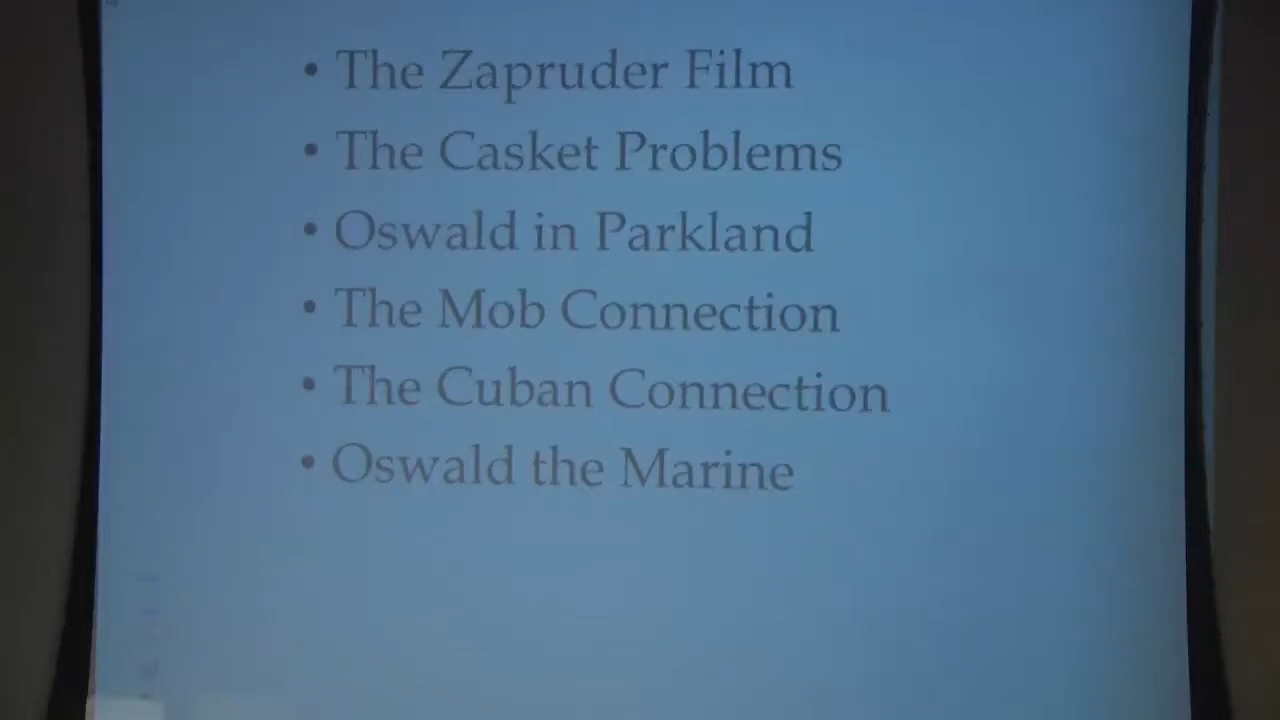 • The Zapruder Film
• The Casket Problems
• Oswald in Parkland
• The Mob Connection
• The Cuban Connection
• Oswald the Marine